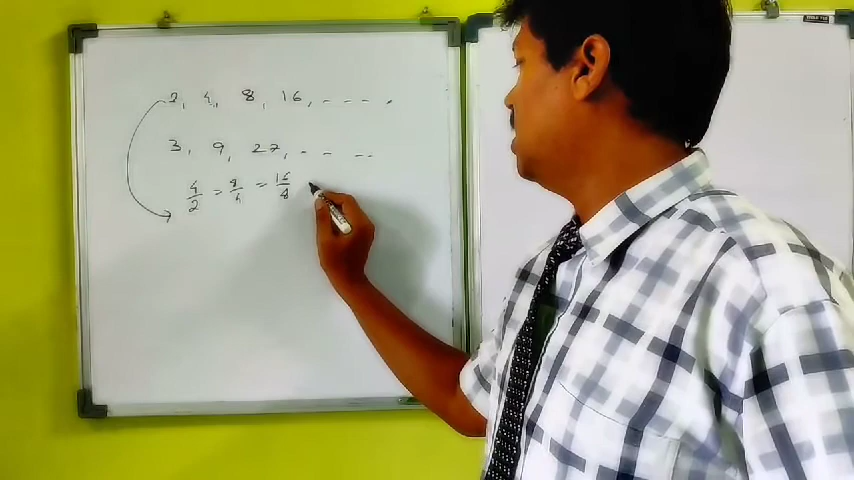 2, 4, 8, 16, - - - .
3, 9, 27, - - - -
4/2 = 8/4 = 16/8